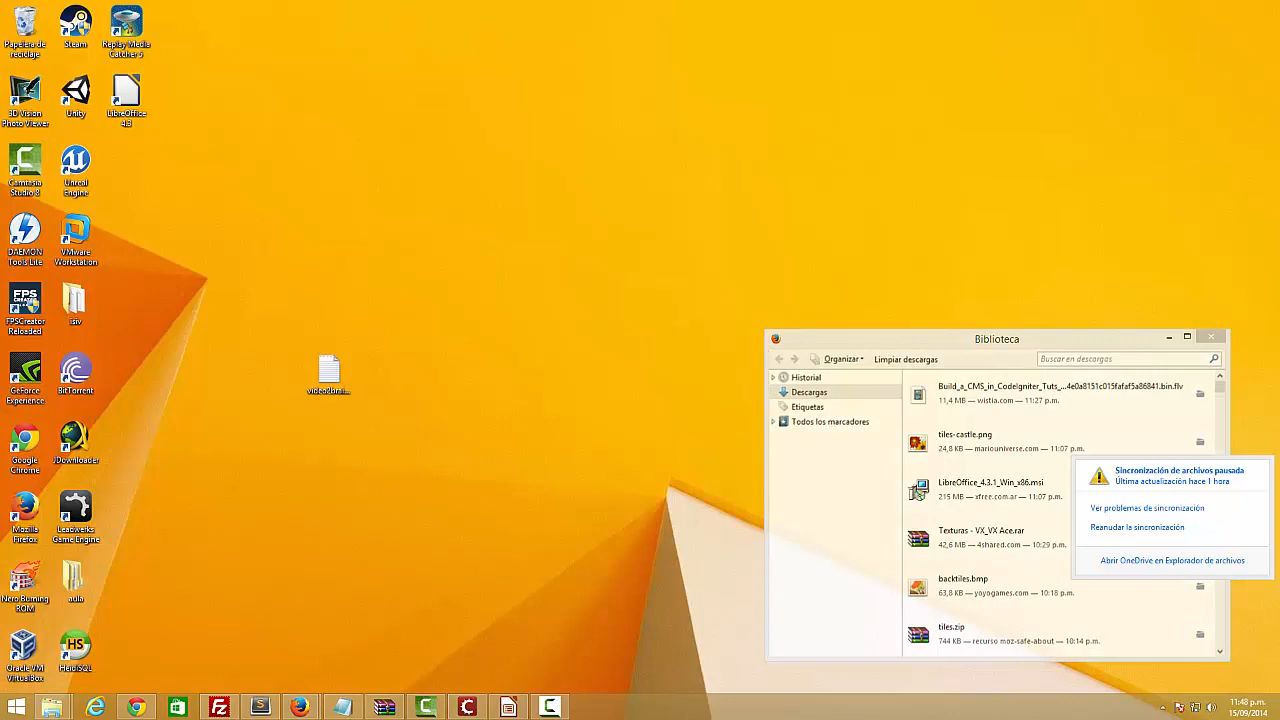 Papelera de
reciclaje
Steam
Replay Media
Catcher 5
3D Vision
Photo Viewer
Unity
LibreOffice
4.3
Camtasia
Studio 8
Unreal
Engine
DAEMON
Tools Lite
VMware
Workstation
FPSCreator
Reloaded
isiv
GeForce
Experience
BitTorrent
Google
Chrome
JDownloader
Mozilla
Firefox
Leadwerks
Game Engine
Nero Burning
ROM
aula
Oracle VM
VirtualBox
HeidiSQL
Biblioteca
Organizar
Limpiar descargas
Buscar en descargas
Historial
Descargas
Etiquetas
Todos los marcadores
Build_a_CMS_in_CodeIgniter_Tuts_...4e0a8151c015fafaf5a86841.bin.flv
11,4 MB — wistia.com — 11:27 p.m.
tiles-castle.png
24,8 KB — mariouniverse.com — 11:07 p.m.
LibreOffice_4.3.1_Win_x86.msi
215 MB — xfree.com.ar — 11:07 p.m.
Texturas - VX_VX Ace.rar
42,6 MB — 4shared.com — 10:29 p.m.
backtiles.bmp
63,8 KB — yoyogames.com — 10:18 p.m.
tiles.zip
744 KB — recurso moz-safe-about — 10:14 p.m.
Sincronización de archivos pausada
Última actualización hace 1 hora
Ver problemas de sincronización
Reanudar la sincronización
Abrir OneDrive en Explorador de archivos
11:48 p.m.
15/09/2014